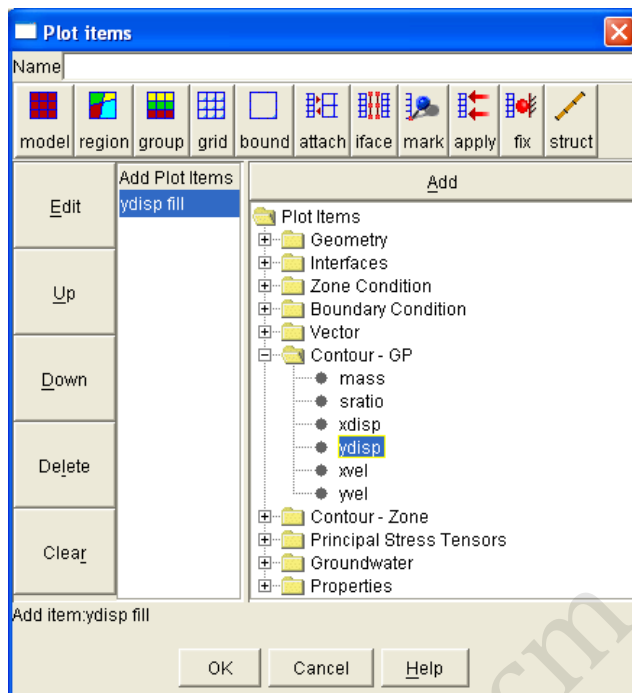 Plot items
Name
model region group grid bound attach iface mark apply fix struct
Edit
Up
Down
Delete
Clear
Add Plot Items
ydisp fill
Add
Plot Items
Geometry
Interfaces
Zone Condition
Boundary Condition
Vector
Contour - GP
mass
sratio
xdisp
ydisp
xvel
yvel
Contour - Zone
Principal Stress Tensors
Groundwater
Properties
Add item:ydisp fill
OK Cancel Help